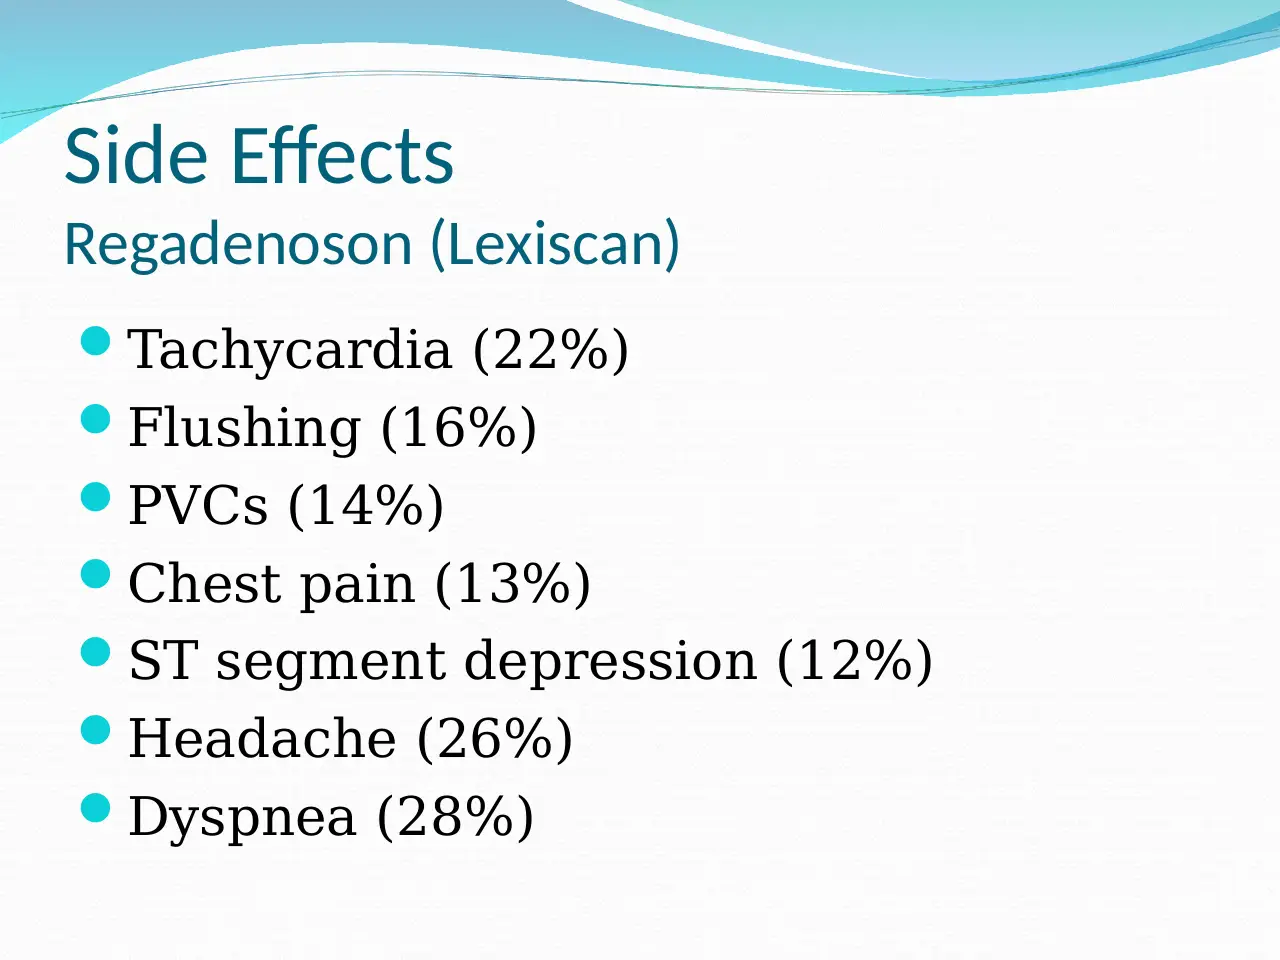 Side Effects
Regadenoson (Lexiscan)
Tachycardia (22%)
Flushing (16%)
PVCs (14%)
Chest pain (13%)
ST segment depression (12%)
Headache (26%)
Dyspnea (28%)